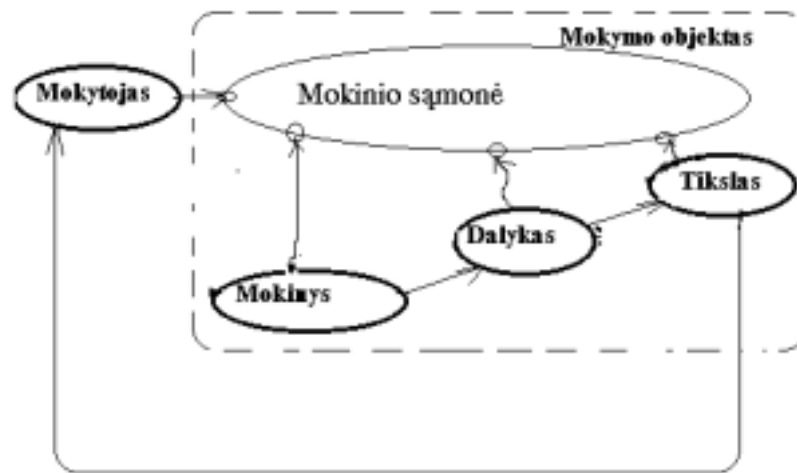 Mokymo objektas
Mokytojas
Mokinio sąmonė
Tikslas
Dalykas
Mokinys